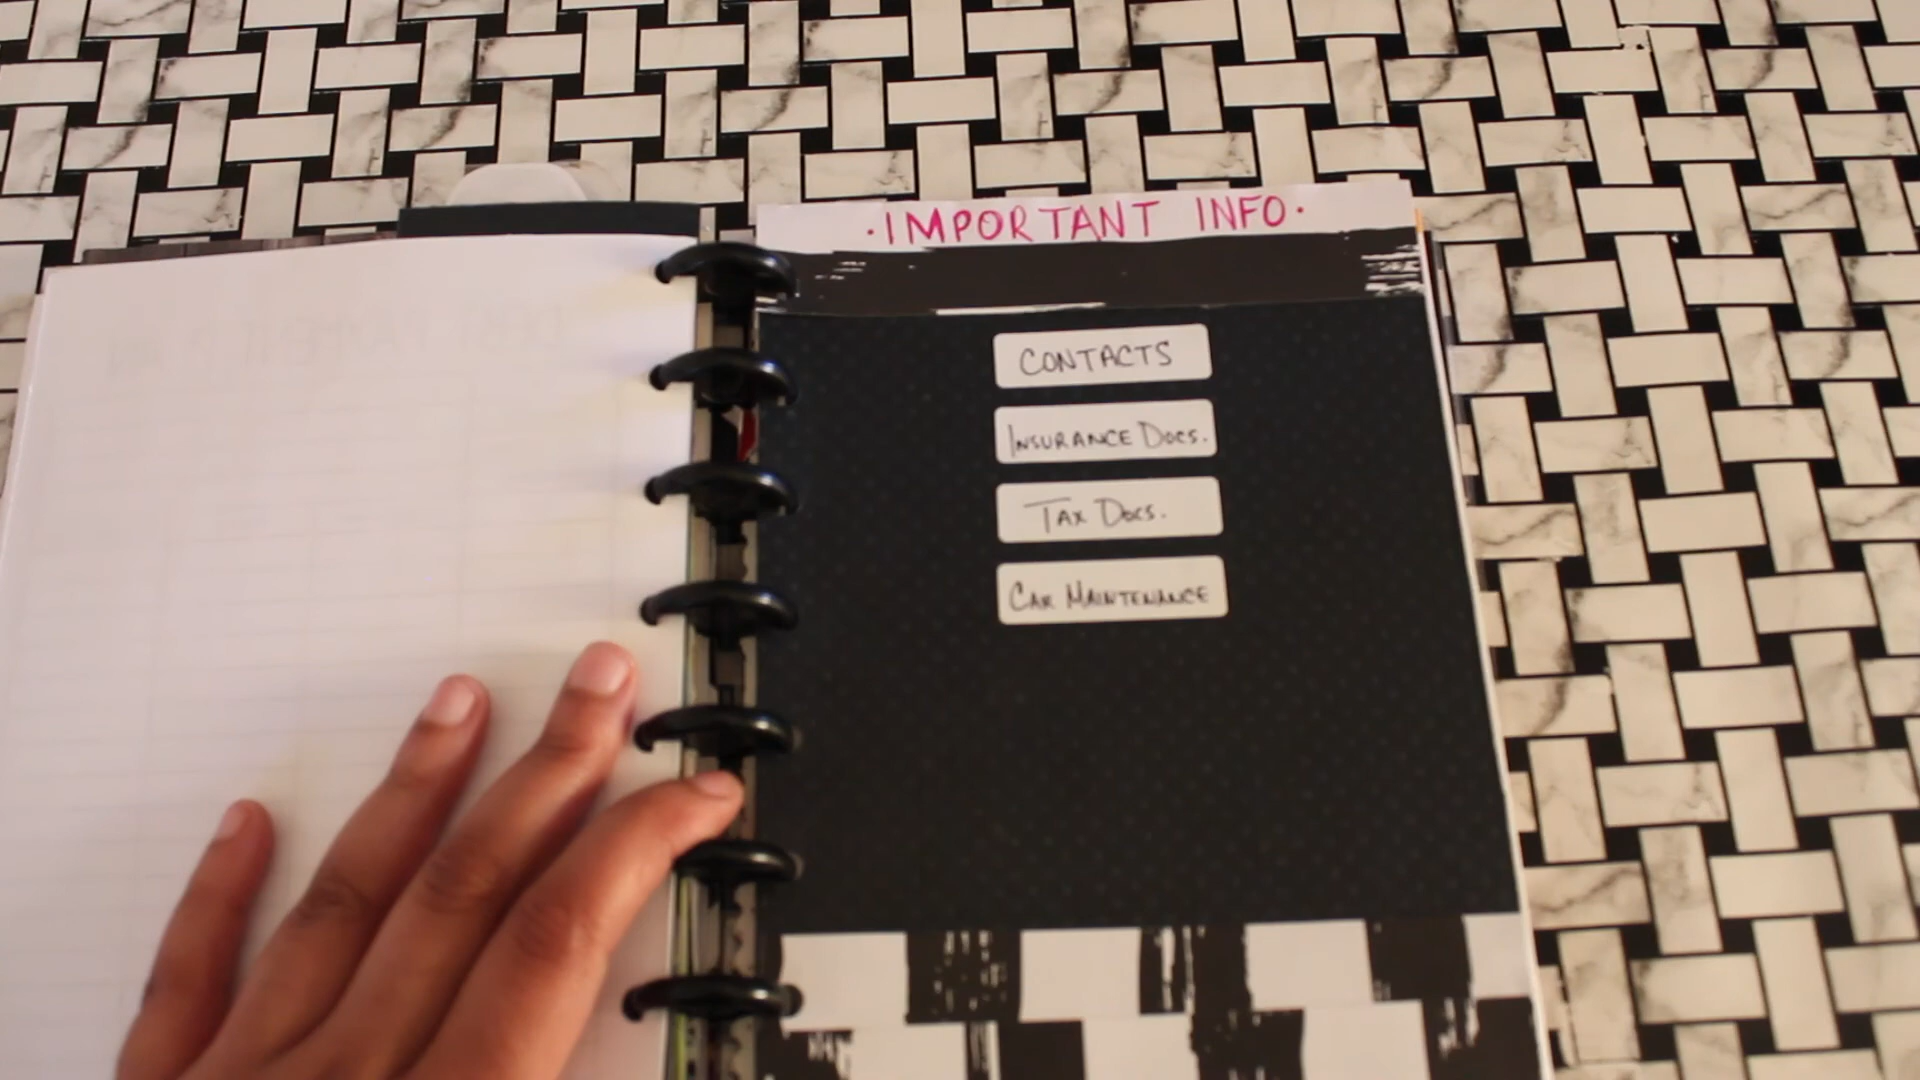 ·IMPORTANT INFO·
CONTACTS
INSURANCE DOCS.
TAX DOCS.
CAR MAINTENANCE